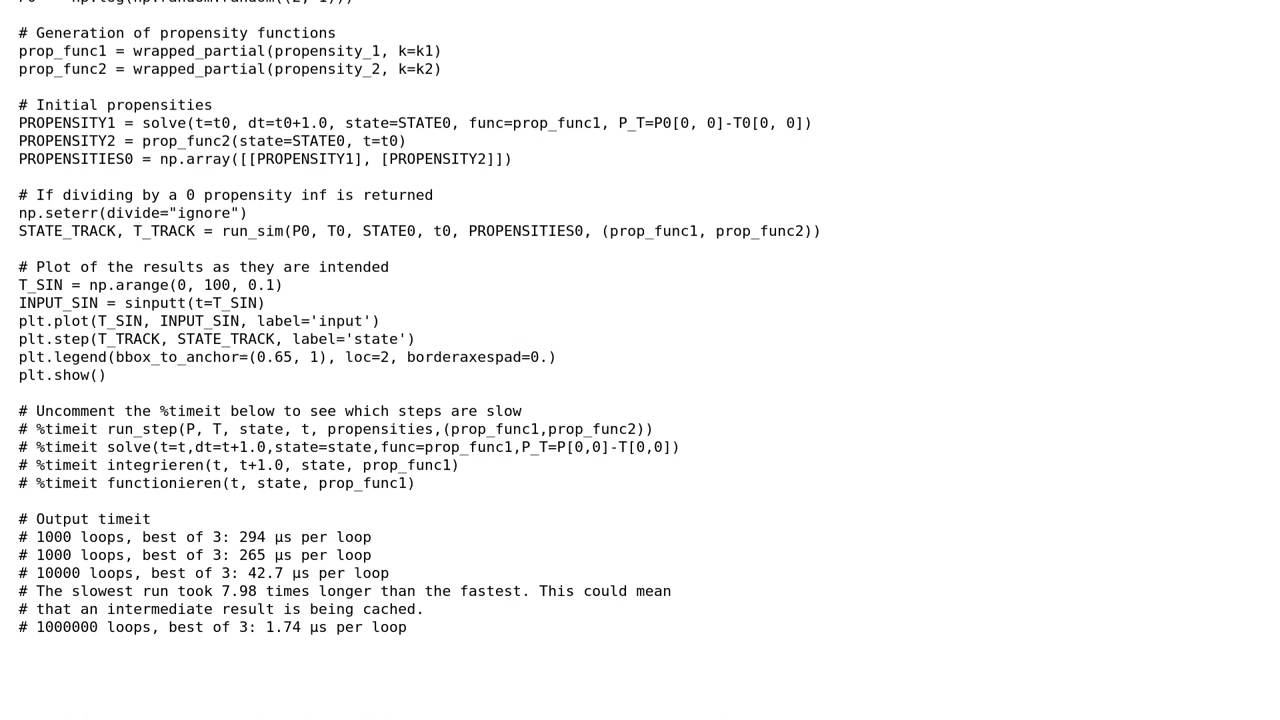 # Generation of propensity functions
prop_func1 = wrapped_partial(propensity_1, k=k1)
prop_func2 = wrapped_partial(propensity_2, k=k2)
# Initial propensities
PROPENSITY1 = solve(t=t0, dt=t0+1.0, state=STATE0, func=prop_func1, P_T=P0[0, 0]-T0[0, 0])
PROPENSITY2 = prop_func2(state=STATE0, t=t0)
PROPENSITIES0 = np.array([[PROPENSITY1], [PROPENSITY2]])
# If dividing by a 0 propensity inf is returned
np.seterr(divide="ignore")
STATE_TRACK, T_TRACK = run_sim(P0, T0, STATE0, t0, PROPENSITIES0, (prop_func1, prop_func2))
# Plot of the results as they are intended
T_SIN = np.arange(0, 100, 0.1)
INPUT_SIN = sinputt(t=T_SIN)
plt.plot(T_SIN, INPUT_SIN, label='input')
plt.step(T_TRACK, STATE_TRACK, label='state')
plt.legend(bbox_to_anchor=(0.65, 1), loc=2, borderaxespad=0.)
plt.show()
# Uncomment the %timeit below to see which steps are slow
# %timeit run_step(P, T, state, t, propensities,(prop_func1,prop_func2))
# %timeit solve(t=t,dt=t+1.0,state=state,func=prop_func1,P_T=P[0,0]-T[0,0])
# %timeit integrieren(t, t+1.0, state, prop_func1)
# %timeit functionieren(t, state, prop_func1)
# Output timeit
# 1000 loops, best of 3: 294 µs per loop
# 1000 loops, best of 3: 265 µs per loop
# 10000 loops, best of 3: 42.7 µs per loop
# The slowest run took 7.98 times longer than the fastest. This could mean
# that an intermediate result is being cached.
# 1000000 loops, best of 3: 1.74 µs per loop